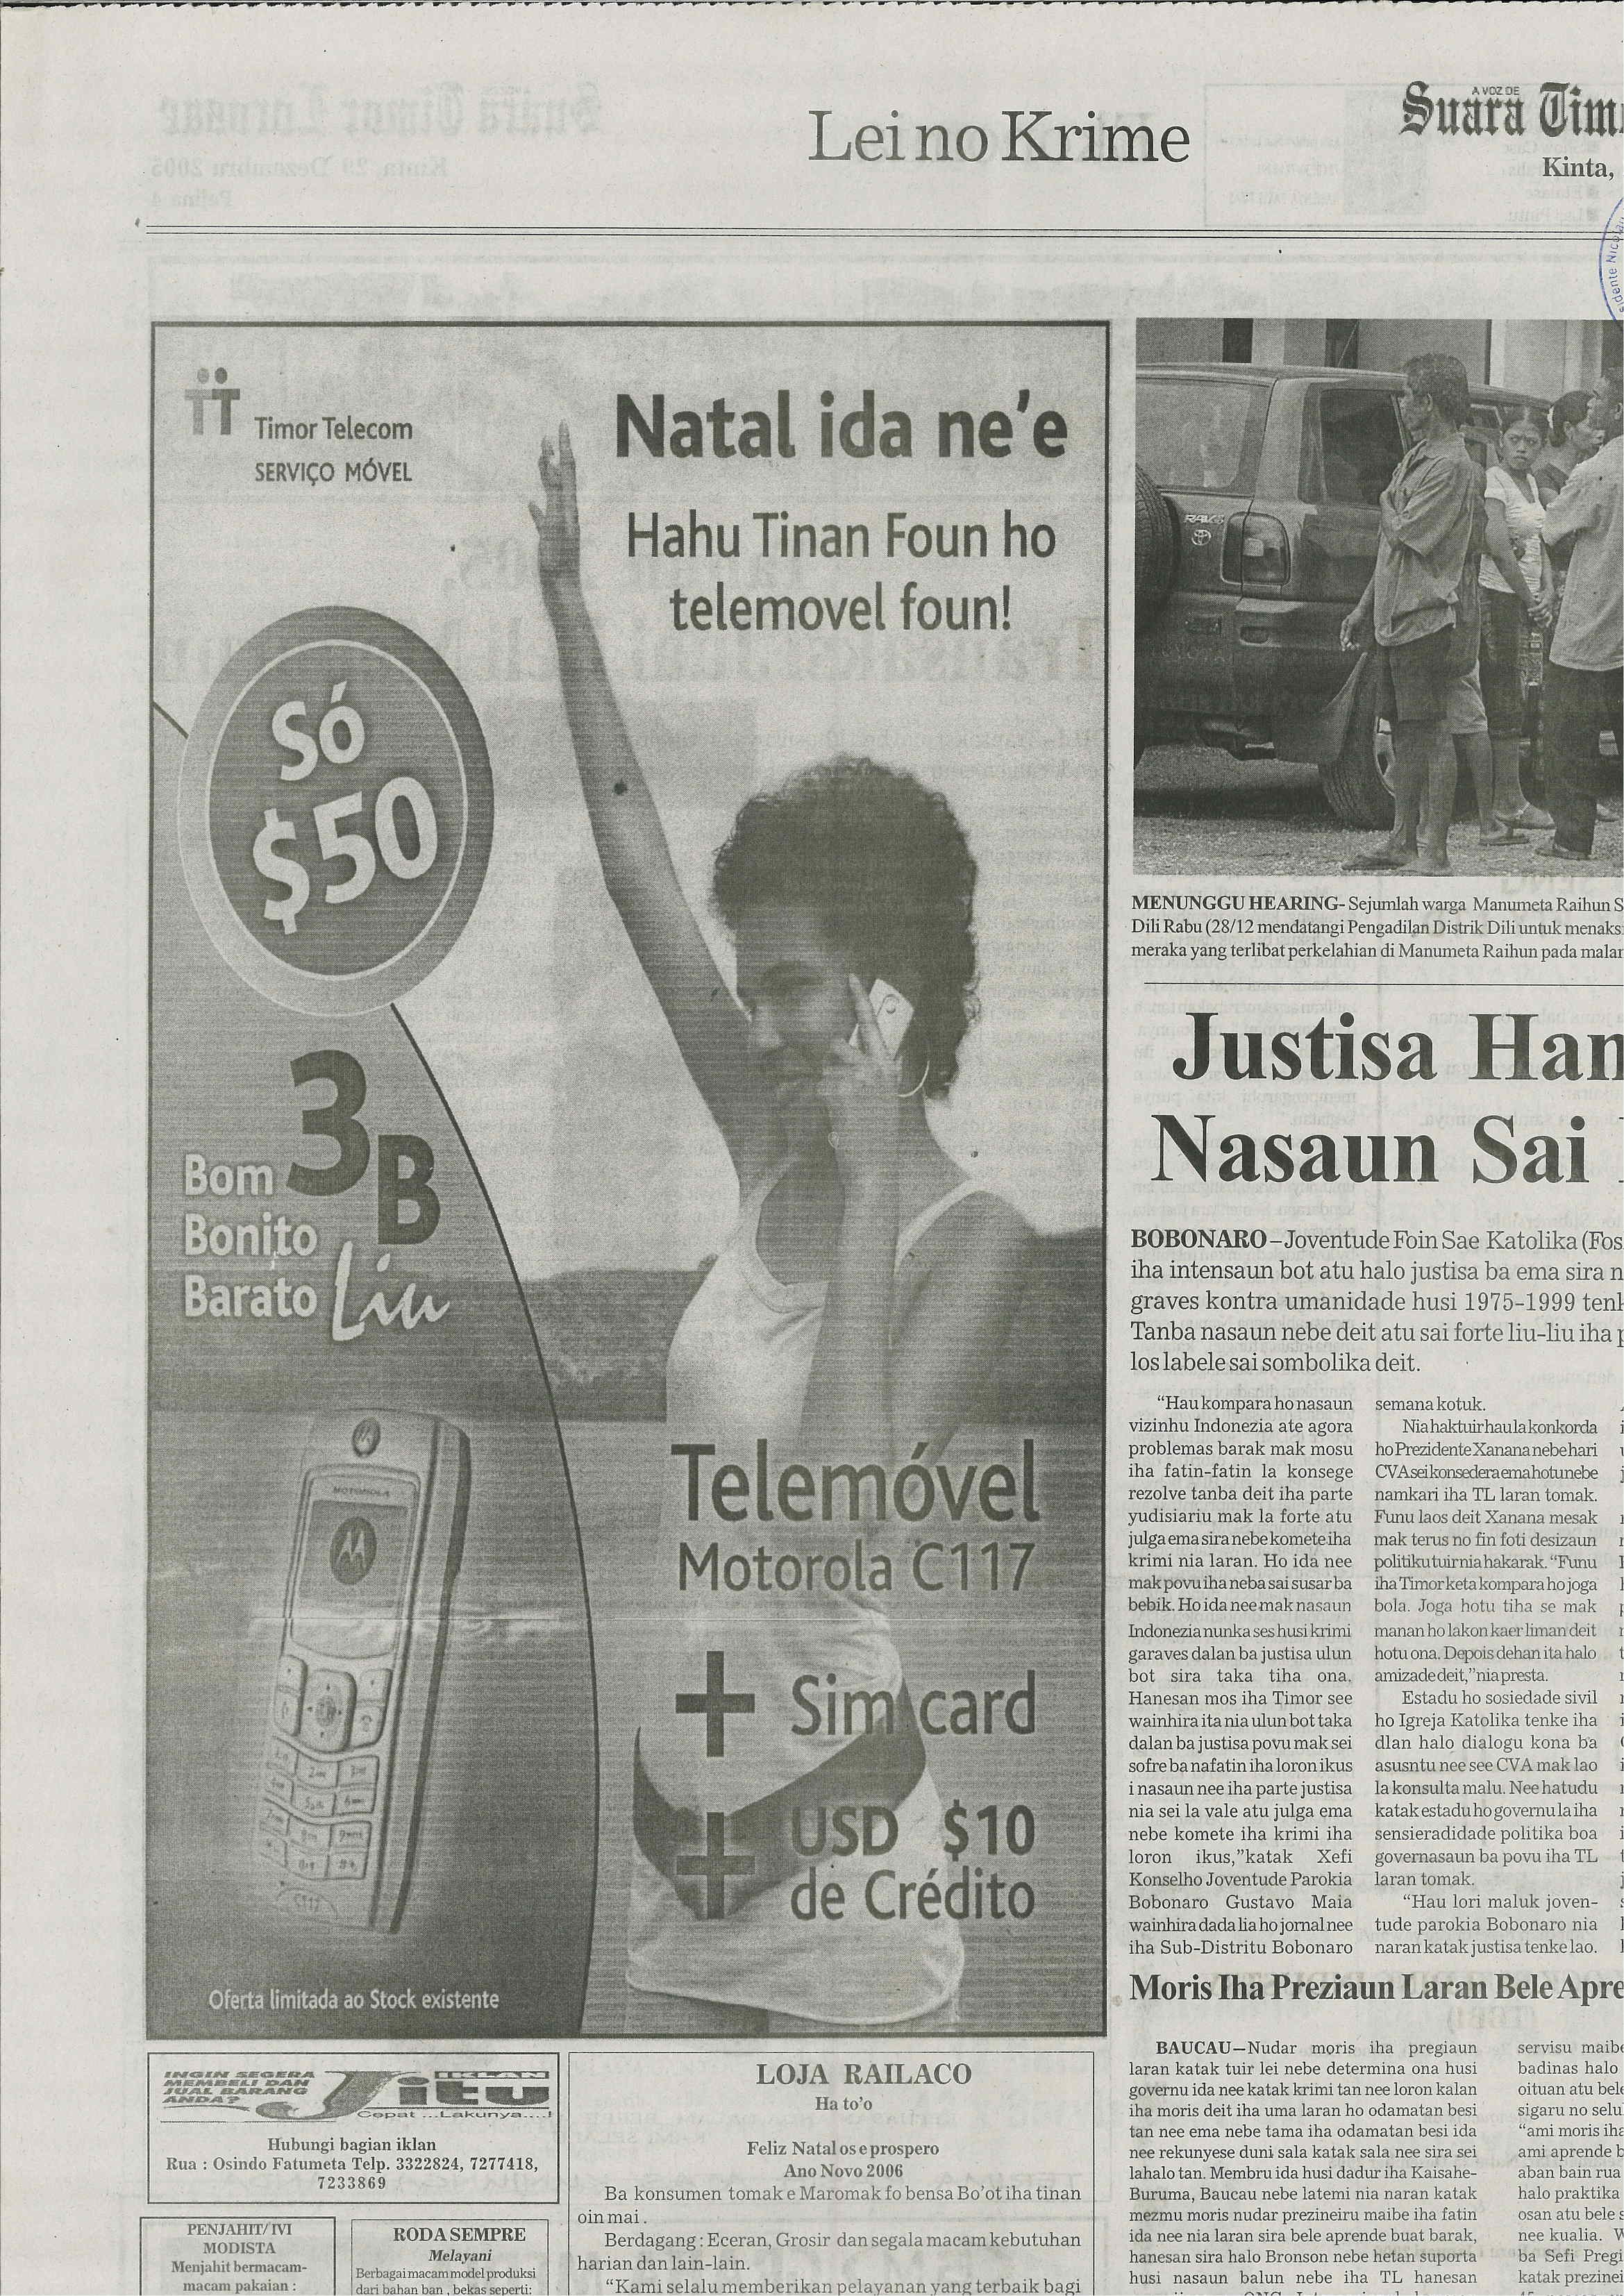 Lei no Krime
A VOZ DE
Suara Tim
Kinta,
Timor Telecom
SERVIÇO MÓVEL
Natal ida ne'e
Hahu Tinan Foun ho
telemovel foun!
Só
$50
3B
Bom
Bonito
Barato Liu
MOTOROLA
C117
Telemóvel
Motorola C117
+ Sim card
+ USD $10
de Crédito
Oferta limitada ao Stock existente
RAV4
MENUNGGU HEARING- Sejumlah warga Manumeta Raihun S
Dili Rabu (28/12 mendatangi Pengadilan Distrik Dili untuk menaks
meraka yang terlibat perkelahian di Manumeta Raihun pada malam
Justisa Han
Nasaun Sai
BOBONARO – Joventude Foin Sae Katolika (Fos
iha intensaun bot atu halo justisa ba ema sira n
graves kontra umanidade husi 1975-1999 tenk
Tanba nasaun nebe deit atu sai forte liu-liu iha p
los labele sai sombolika deit.
"Hau kompara ho nasaun
vizinhu Indonezia ate agora
problemas barak mak mosu
iha fatin-fatin la konsege
rezolve tanba deit iha parte
yudisiariu mak la forte atu
julga ema sira nebe komete iha
krimi nia laran. Ho ida nee
mak povu iha neba sai susar ba
bebik. Ho ida nee mak nasaun
Indonezia nunka ses husi krimi
garaves dalan ba justisa ulun
bot sira taka tiha ona.
Hanesan mos iha Timor see
wainhira ita nia ulun bot taka
dalan ba justisa povu mak sei
sofre ba nafatin iha loron ikus
i nasaun nee iha parte justisa
nia sei la vale atu julga ema
nebe komete iha krimi iha
loron ikus," katak Xefi
Konselho Joventude Parokia
Bobonaro Gustavo Maia
wainhira dada lia ho jornal nee
iha Sub-Distritu Bobonaro
semana kotuk.
Nia haktuir hau la konkorda
ho Prezidente Xanana nebe hari
CVA sei konsedera ema hotu nebe
namkari iha TL laran tomak.
Funu laos deit Xanana mesak
mak terus no fin foti desizaun
politiku tuir nia hakarak. "Funu
iha Timor keta kompara ho joga
bola. Joga hotu tiha se mak
manan ho lakon kaer liman deit
hotu ona. Depois dehan ita halo
amizade deit," nia presta.
Estadu ho sosiedade sivil
ho Igreja Katolika tenke iha
dlan halo dialogu kona ba
asusntu nee see CVA mak lao
la konsulta malu. Nee hatudu
katak estadu ho governu la iha
sensieradidade politika boa
governasaun ba povu iha TL
laran tomak.
"Hau lori maluk joven-
tude parokia Bobonaro nia
naran katak justisa tenke lao.
Moris Iha Preziaun Laran Bele Apre
BAUCAU—Nudar moris iha pregiaun
laran katak tuir lei nebe determina ona husi
governu ida nee katak krimi tan nee loron kalan
iha moris deit iha uma laran ho odamatan besi
tan nee ema nebe tama iha odamatan besi ida
nee rekunyese duni sala katak sala nee sira sei
lahalo tan. Membru ida husi dadur iha Kaisahe-
Buruma, Baucau nebe latemi nia naran katak
mezmu moris nudar prezineiru maibe iha fatin
ida nee nia laran sira bele aprende buat barak,
hanesan sira halo Bronson nebe hetan suporta
husi nasaun balun nebe iha TL hanesan
servisu maibe
badinas halo
oituan atu bele
sigaru no selu
"ami moris iha
ami aprende b
aban bain rua
halo praktika
osan atu bele s
nee kualia. W
ba Sefi Pregi
katak prezine
INGIN SEGERA
MEMBELI DAN
JUAL BARANG
ANDA?
IKLAN
Jitu
Cepat ...Lakunya....!
Hubungi bagian iklan
Rua : Osindo Fatumeta Telp. 3322824, 7277418,
7233869
LOJA RAILACO
Ha to'o
Feliz Natal os e prospero
Ano Novo 2006
Ba konsumen tomak e Maromak fo bensa Bo'ot iha tinan
oin mai .
Berdagang : Eceran, Grosir dan segala macam kebutuhan
harian dan lain-lain.
"Kami selalu memberikan pelayanan yang terbaik bagi
PENJAHIT/ IVI
MODISTA
Menjahit bermacam-
macam pakaian :
RODA SEMPRE
Melayani
Berbagai macam model produksi
dari bahan ban , bekas seperti: